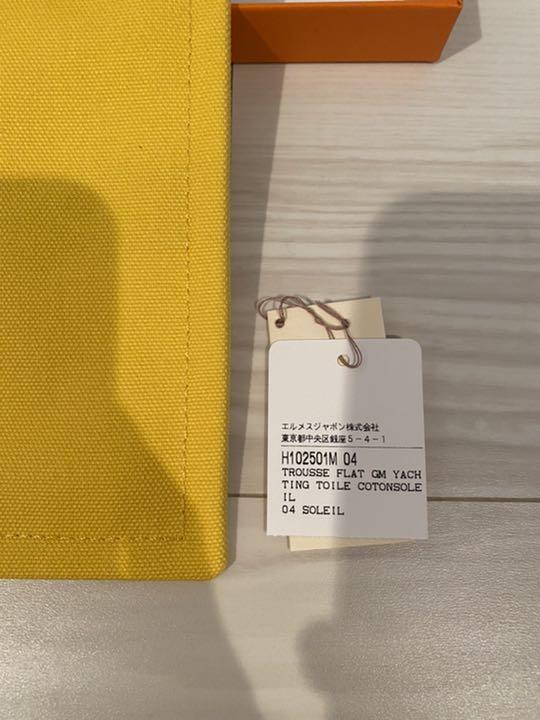 エルメスジャポン株式会社
東京都中央区銀座5-4-1
H102501M 04
TROUSSE FLAT GM YACH
TING TOILE COTONSOLE
IL
04 SOLEIL